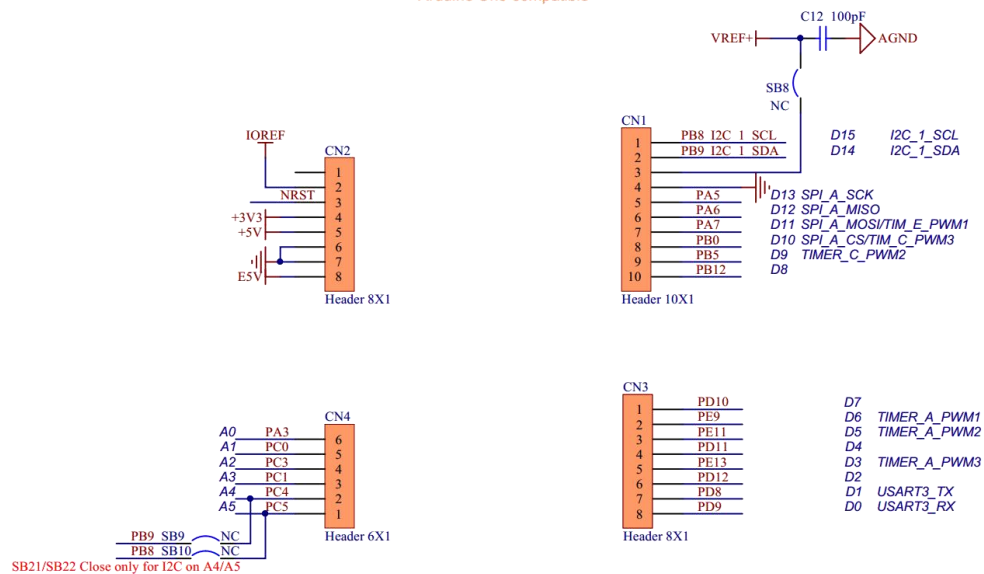 C12 100pF
VREF+ AGND
SB8
NC
IOREF
CN2
1
2
NRST 3
+3V3 4
+5V 5
6
7
E5V 8
Header 8X1
CN1
1 PB8 I2C_1_SCL D15 I2C_1_SCL
2 PB9 I2C_1_SDA D14 I2C_1_SDA
3
4
5 PA5 D13 SPI_A_SCK
6 PA6 D12 SPI_A_MISO
7 PA7 D11 SPI_A_MOSI/TIM_E_PWM1
8 PB0 D10 SPI_A_CS/TIM_C_PWM3
9 PB5 D9 TIMER_C_PWM2
10 PB12 D8
Header 10X1
CN4
A0 PA3 6
A1 PC0 5
A2 PC3 4
A3 PC1 3
A4 PC4 2
A5 PC5 1
Header 6X1
PB9 SB9 NC
PB8 SB10 NC
SB21/SB22 Close only for I2C on A4/A5
CN3
1 PD10 D7
2 PE9 D6 TIMER_A_PWM1
3 PE11 D5 TIMER_A_PWM2
4 PD11 D4
5 PE13 D3 TIMER_A_PWM3
6 PD12 D2
7 PD8 D1 USART3_TX
8 PD9 D0 USART3_RX
Header 8X1